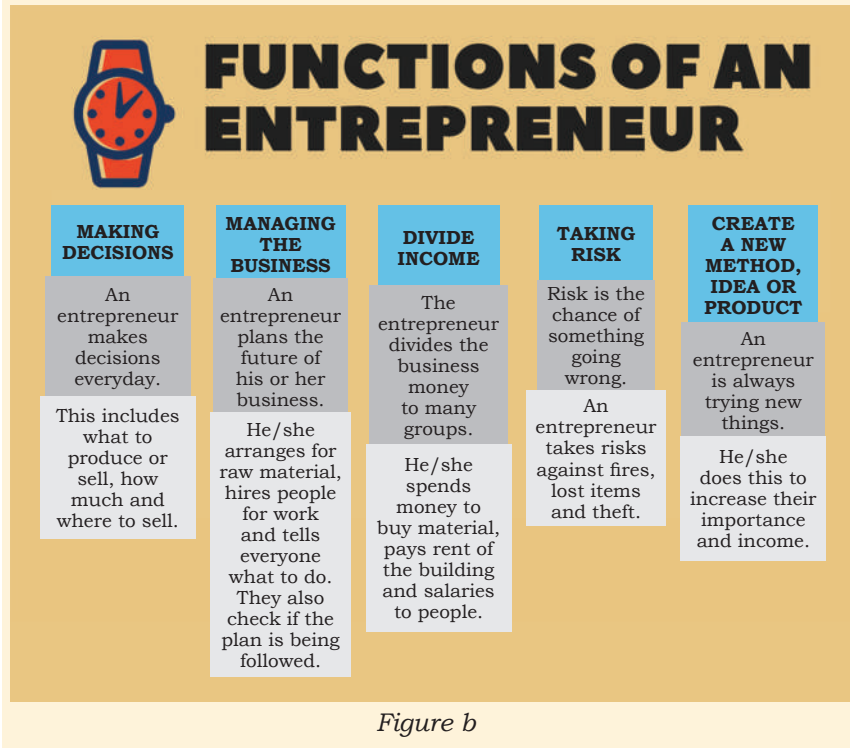 FUNCTIONS OF AN
ENTREPRENEUR
MAKING
DECISIONS
An
entrepreneur
makes
decisions
everyday.
This includes
what to
produce or
sell, how
much and
where to sell.
MANAGING
THE
BUSINESS
An
entrepreneur
plans the
future of
his or her
business.
He/she
arranges for
raw material,
hires people
for work
and tells
everyone
what to do.
They also
check if the
plan is being
followed.
DIVIDE
INCOME
The
entrepreneur
divides the
business
money
to many
groups.
He/she
spends
money to
buy material,
pays rent of
the building
and salaries
to people.
TAKING
RISK
Risk is the
chance of
something
going
wrong.
An
entrepreneur
takes risks
against fires,
lost items
and theft.
CREATE
A NEW
METHOD,
IDEA OR
PRODUCT
An
entrepreneur
is always
trying new
things.
He/she
does this to
increase their
importance
and income.
Figure b